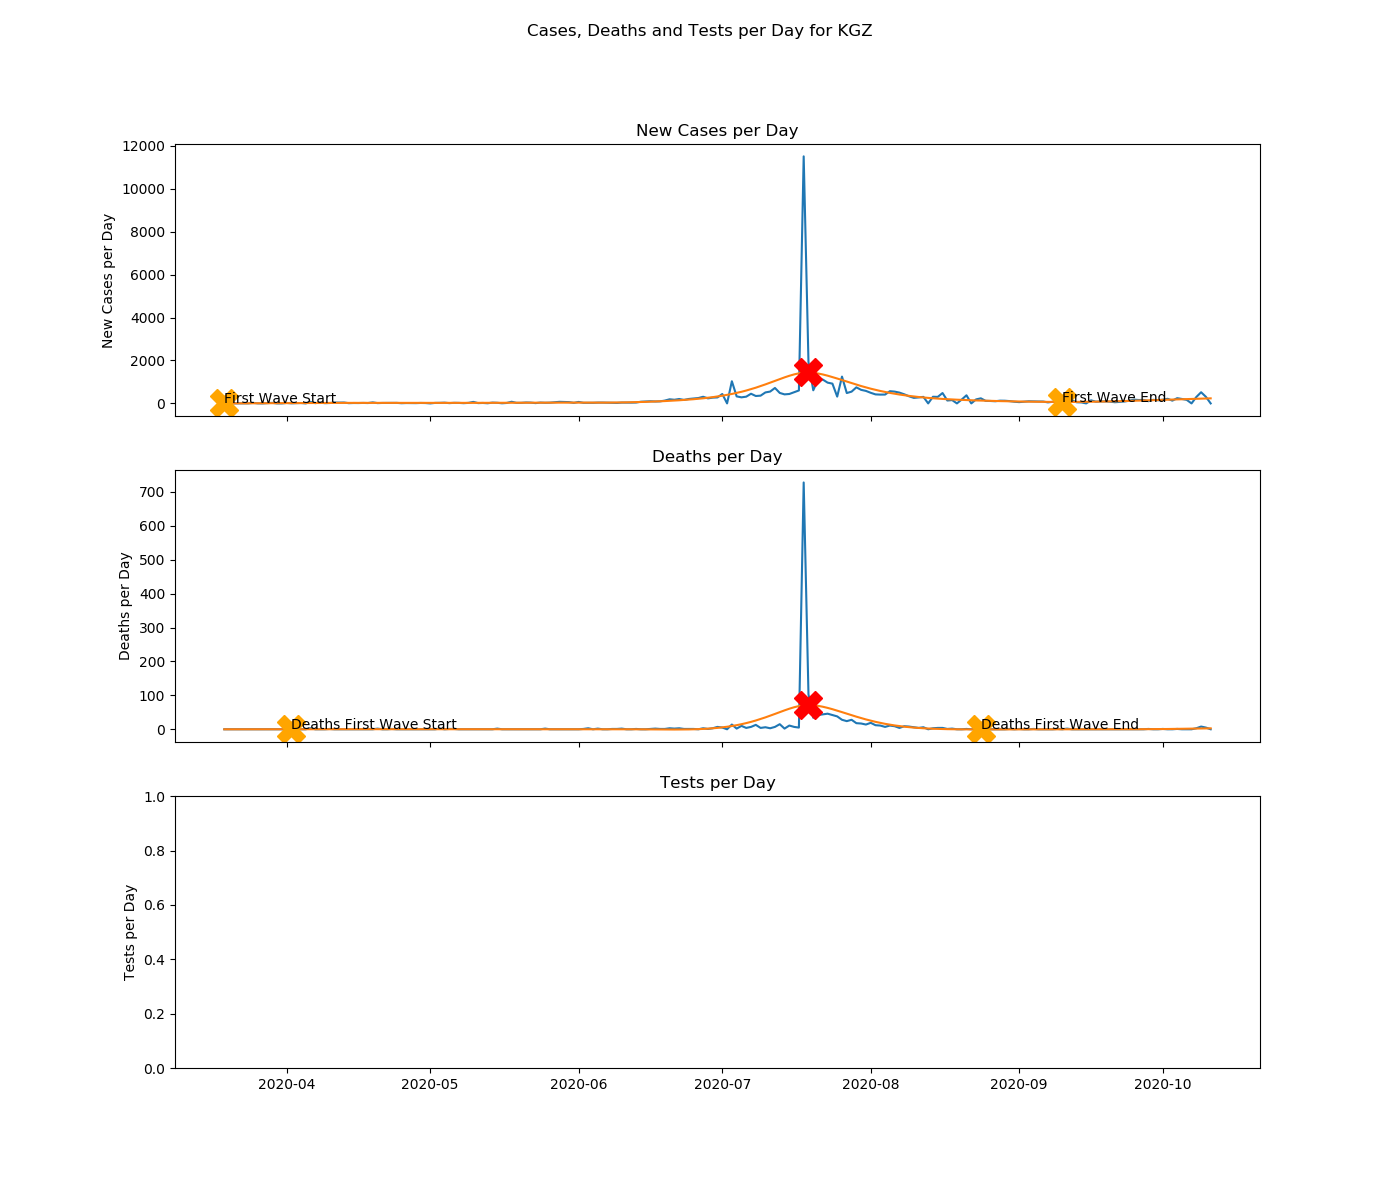 Cases, Deaths and Tests per Day for KGZ
New Cases per Day
12000
10000
8000
6000
4000
2000
0
New Cases per Day
First Wave Start
First Wave End
Deaths per Day
700
600
500
400
300
200
100
0
Deaths per Day
Deaths First Wave Start
Deaths First Wave End
Tests per Day
1.0
0.8
0.6
0.4
0.2
0.0
Tests per Day
2020-04 2020-05 2020-06 2020-07 2020-08 2020-09 2020-10